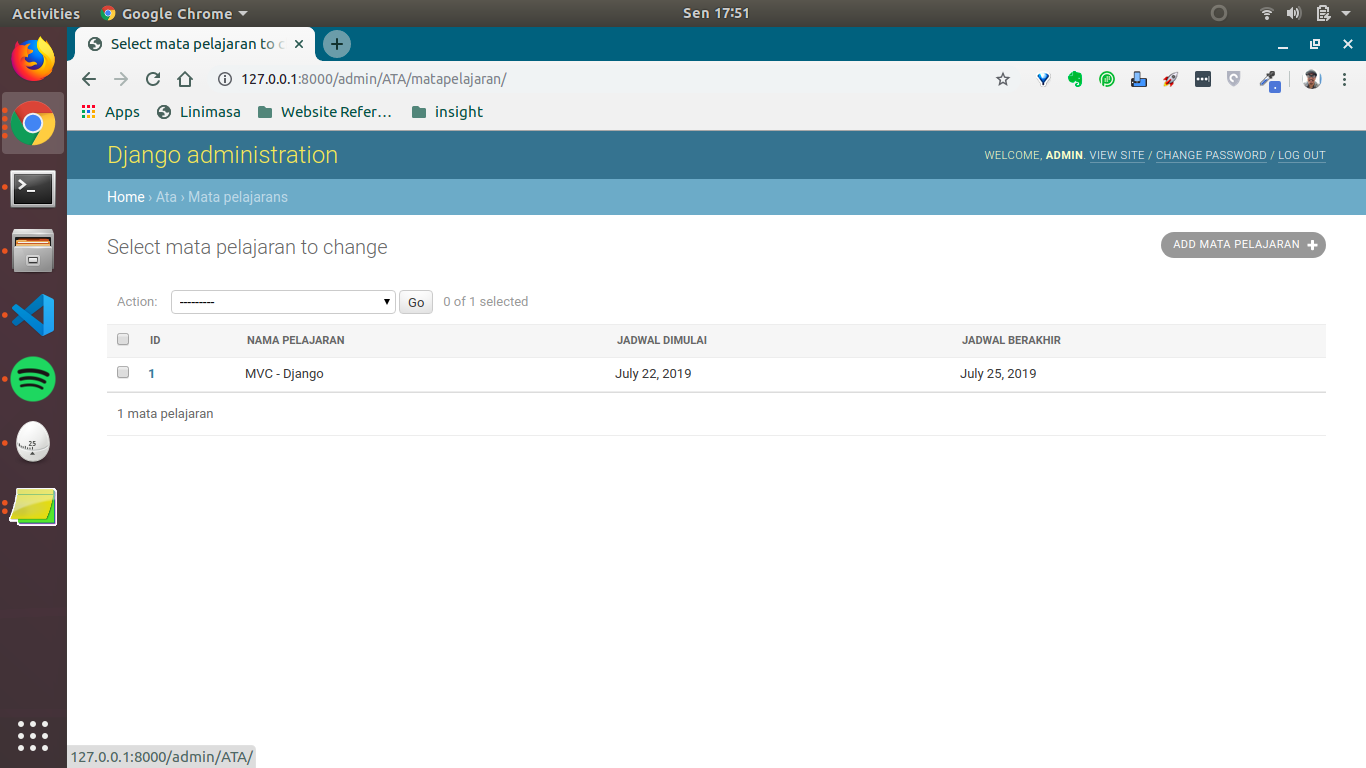 Activities Google Chrome Sen 17:51
Select mata pelajaran to c
127.0.0.1:8000/admin/ATA/matapelajaran/
Apps Linimasa Website Refer... insight
Django administration WELCOME, ADMIN. VIEW SITE / CHANGE PASSWORD / LOG OUT
Home › Ata › Mata pelajarans
Select mata pelajaran to change ADD MATA PELAJARAN +
Action: --------- Go 0 of 1 selected
ID NAMA PELAJARAN JADWAL DIMULAI JADWAL BERAKHIR
1 MVC - Django July 22, 2019 July 25, 2019
1 mata pelajaran
25
127.0.0.1:8000/admin/ATA/